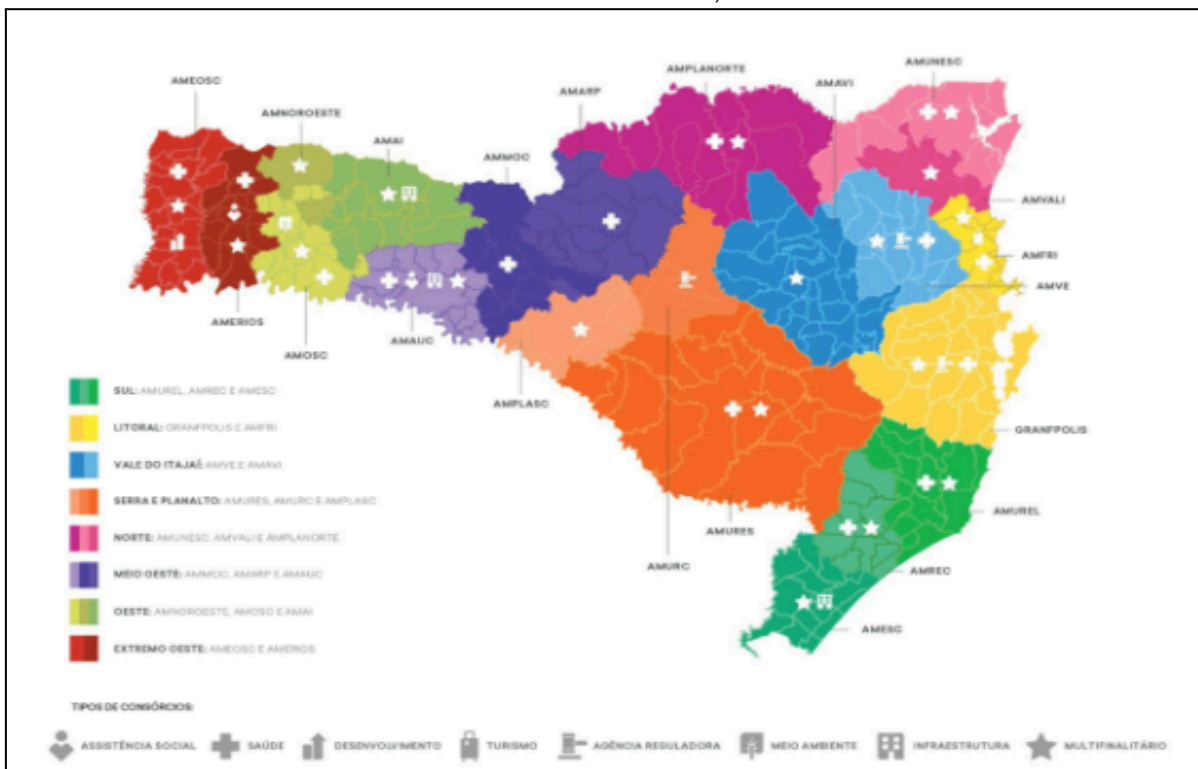 AMEOSC
AMNOROESTE
AMAI
AMMOC
AMARP
AMPLANORTE
AMAVI
AMUNESC
AMVALI
AMFRI
AMVE
GRANFPOLIS
AMUREL
AMREC
AMESC
AMURES
AMURC
AMPLASC
AMAUC
AMOSC
AMERIOS
SUL: AMUREL, AMREC E AMESC
LITORAL: GRANFPOLIS E AMFRI
VALE DO ITAJAÍ: AMVE E AMAVI
SERRA E PLANALTO: AMURES, AMURC E AMPLASC
NORTE: AMUNESC, AMVALI E AMPLANORTE
MEIO OESTE: AMMOC, AMARP E AMAUC
OESTE: AMNOROESTE, AMOSC E AMAI
EXTREMO OESTE: AMEOSC E AMERIOS
TIPOS DE CONSÓRCIOS:
ASSISTÊNCIA SOCIAL SAÚDE DESENVOLVIMENTO TURISMO AGÊNCIA REGULADORA MEIO AMBIENTE INFRAESTRUTURA MULTIFINALITÁRIO